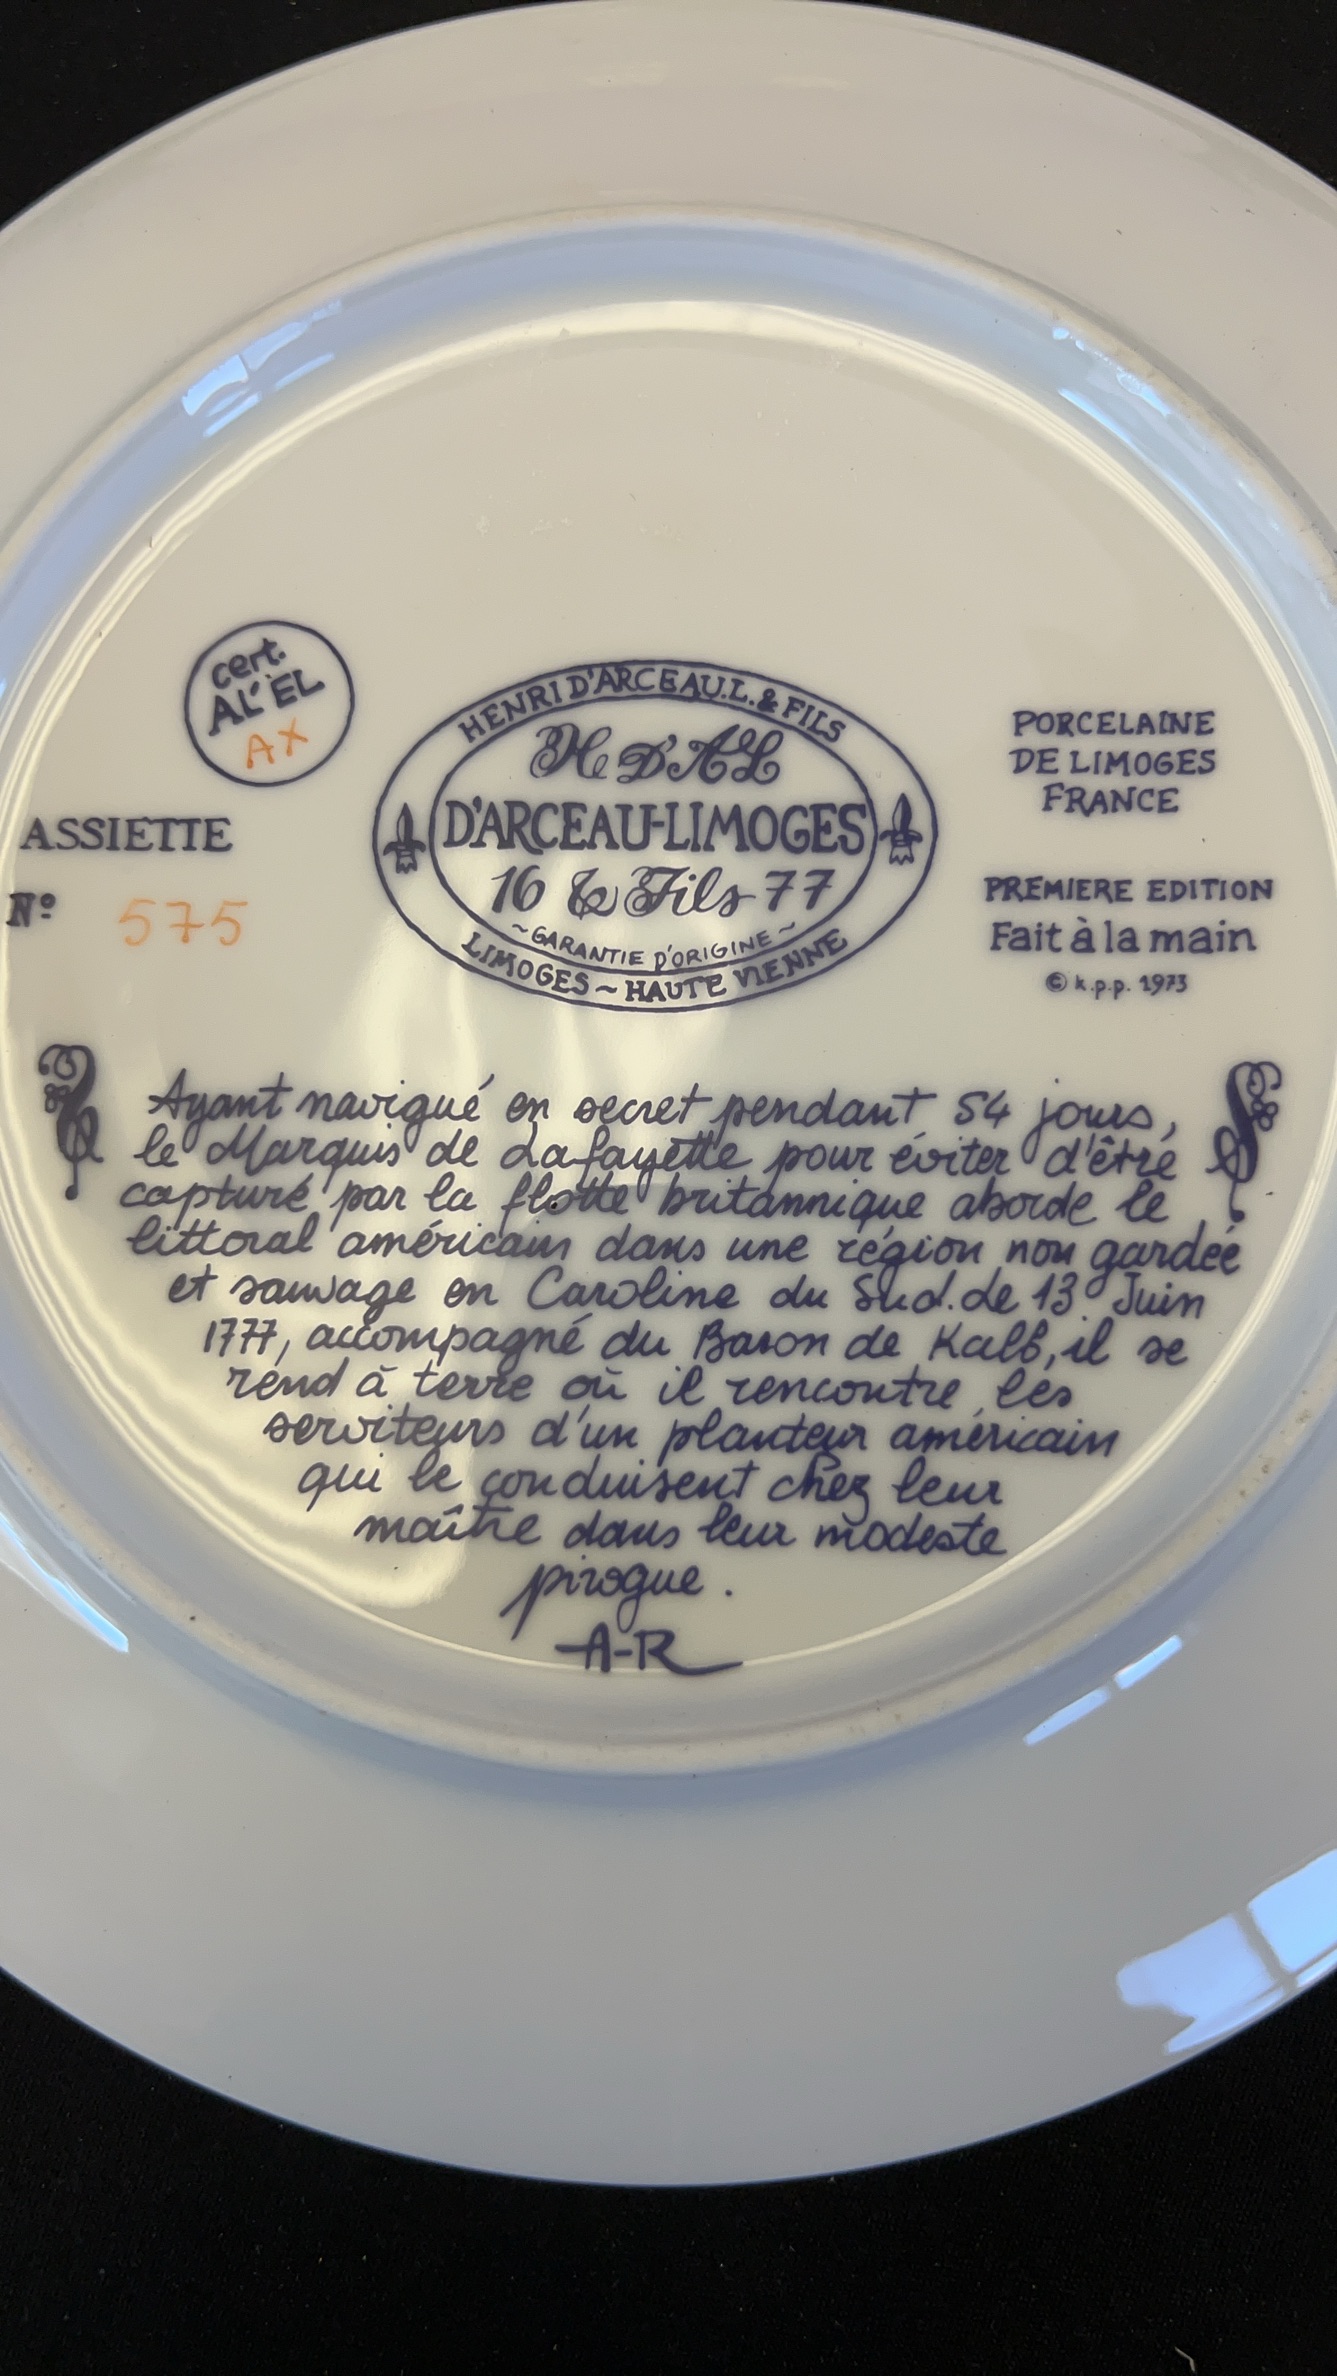 cert.
AL'EL
AX
ASSIETTE
Nº 575
HENRI D'ARCEAU.L.&FILS
H D'AL
D'ARCEAU-LIMOGES
16 & Fils 77
~GARANTIE D'ORIGINE~
LIMOGES~HAUTE VIENNE
PORCELAINE
DE LIMOGES
FRANCE
PREMIERE EDITION
Fait à la main
© k.p.p. 1973
Ayant navigué en secret pendant 54 jours,
le Marquis de Lafayette pour éviter d'être
capturé par la flotte britannique aborde le
littoral américain dans une région non gardée
et sauvage en Caroline du Sud. de 13 Juin
1777, accompagné du Baron de Kalb, il se
rend à terre où il rencontre les
serviteurs d'un planteur américain
qui le conduisent chez leur
maître dans leur modeste
pirogue.
A-R